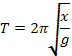 T = 2π √(x/g)